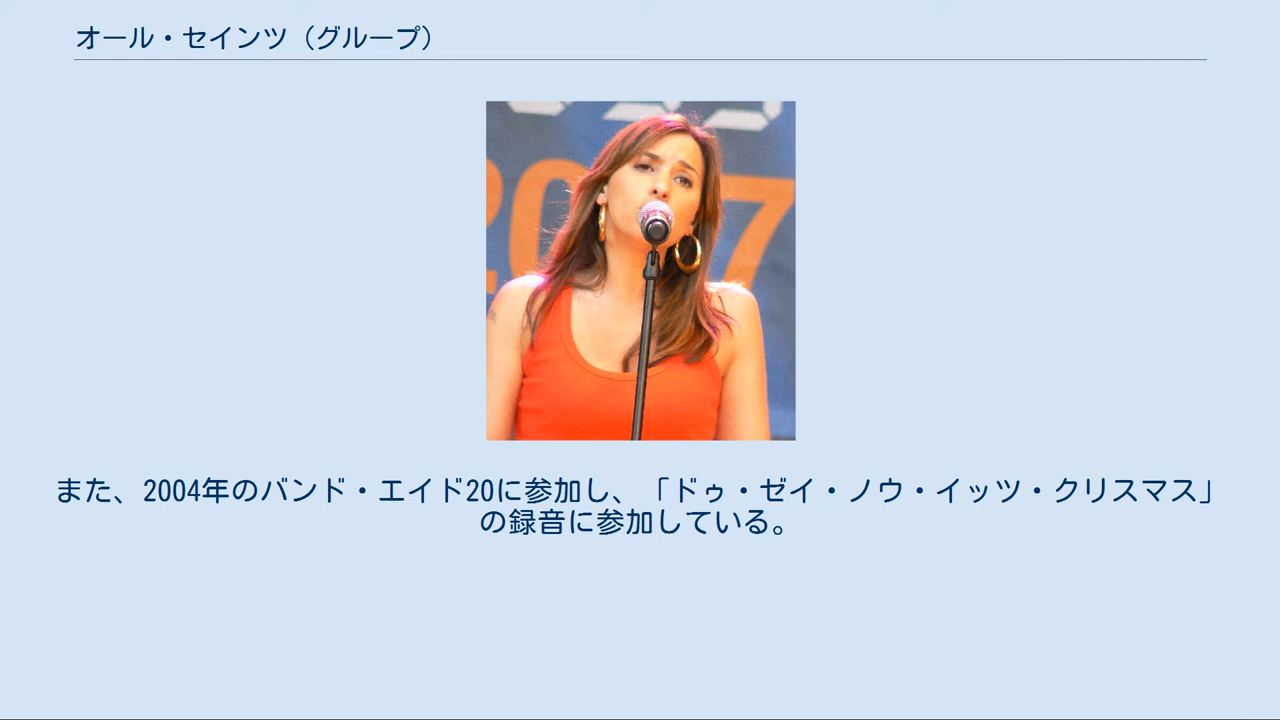 オール・セインツ（グループ）
2007
また、2004年のバンド・エイド20に参加し、「ドゥ・ゼイ・ノウ・イッツ・クリスマス」
の録音に参加している。